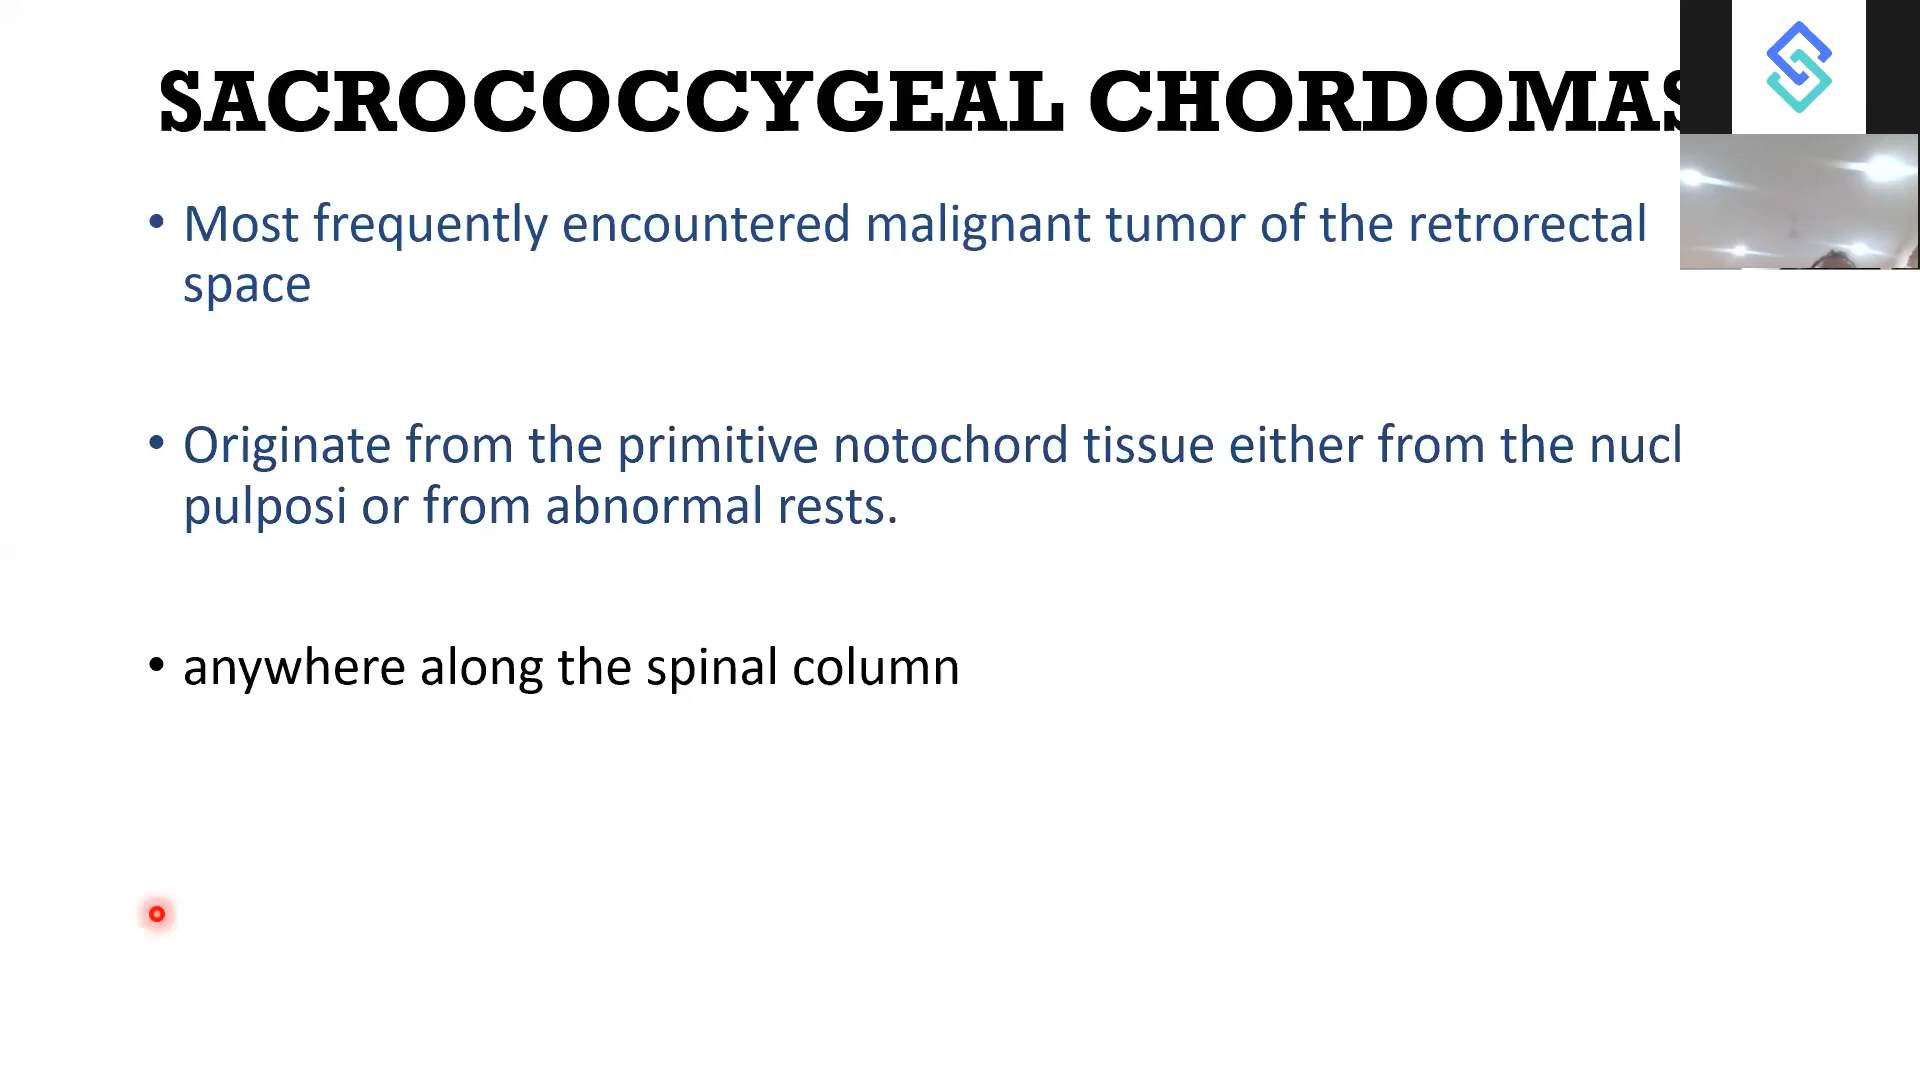 SACROCOCCYGEAL CHORDOMAS
• Most frequently encountered malignant tumor of the retrorectal
space
• Originate from the primitive notochord tissue either from the nucl
pulposi or from abnormal rests.
• anywhere along the spinal column